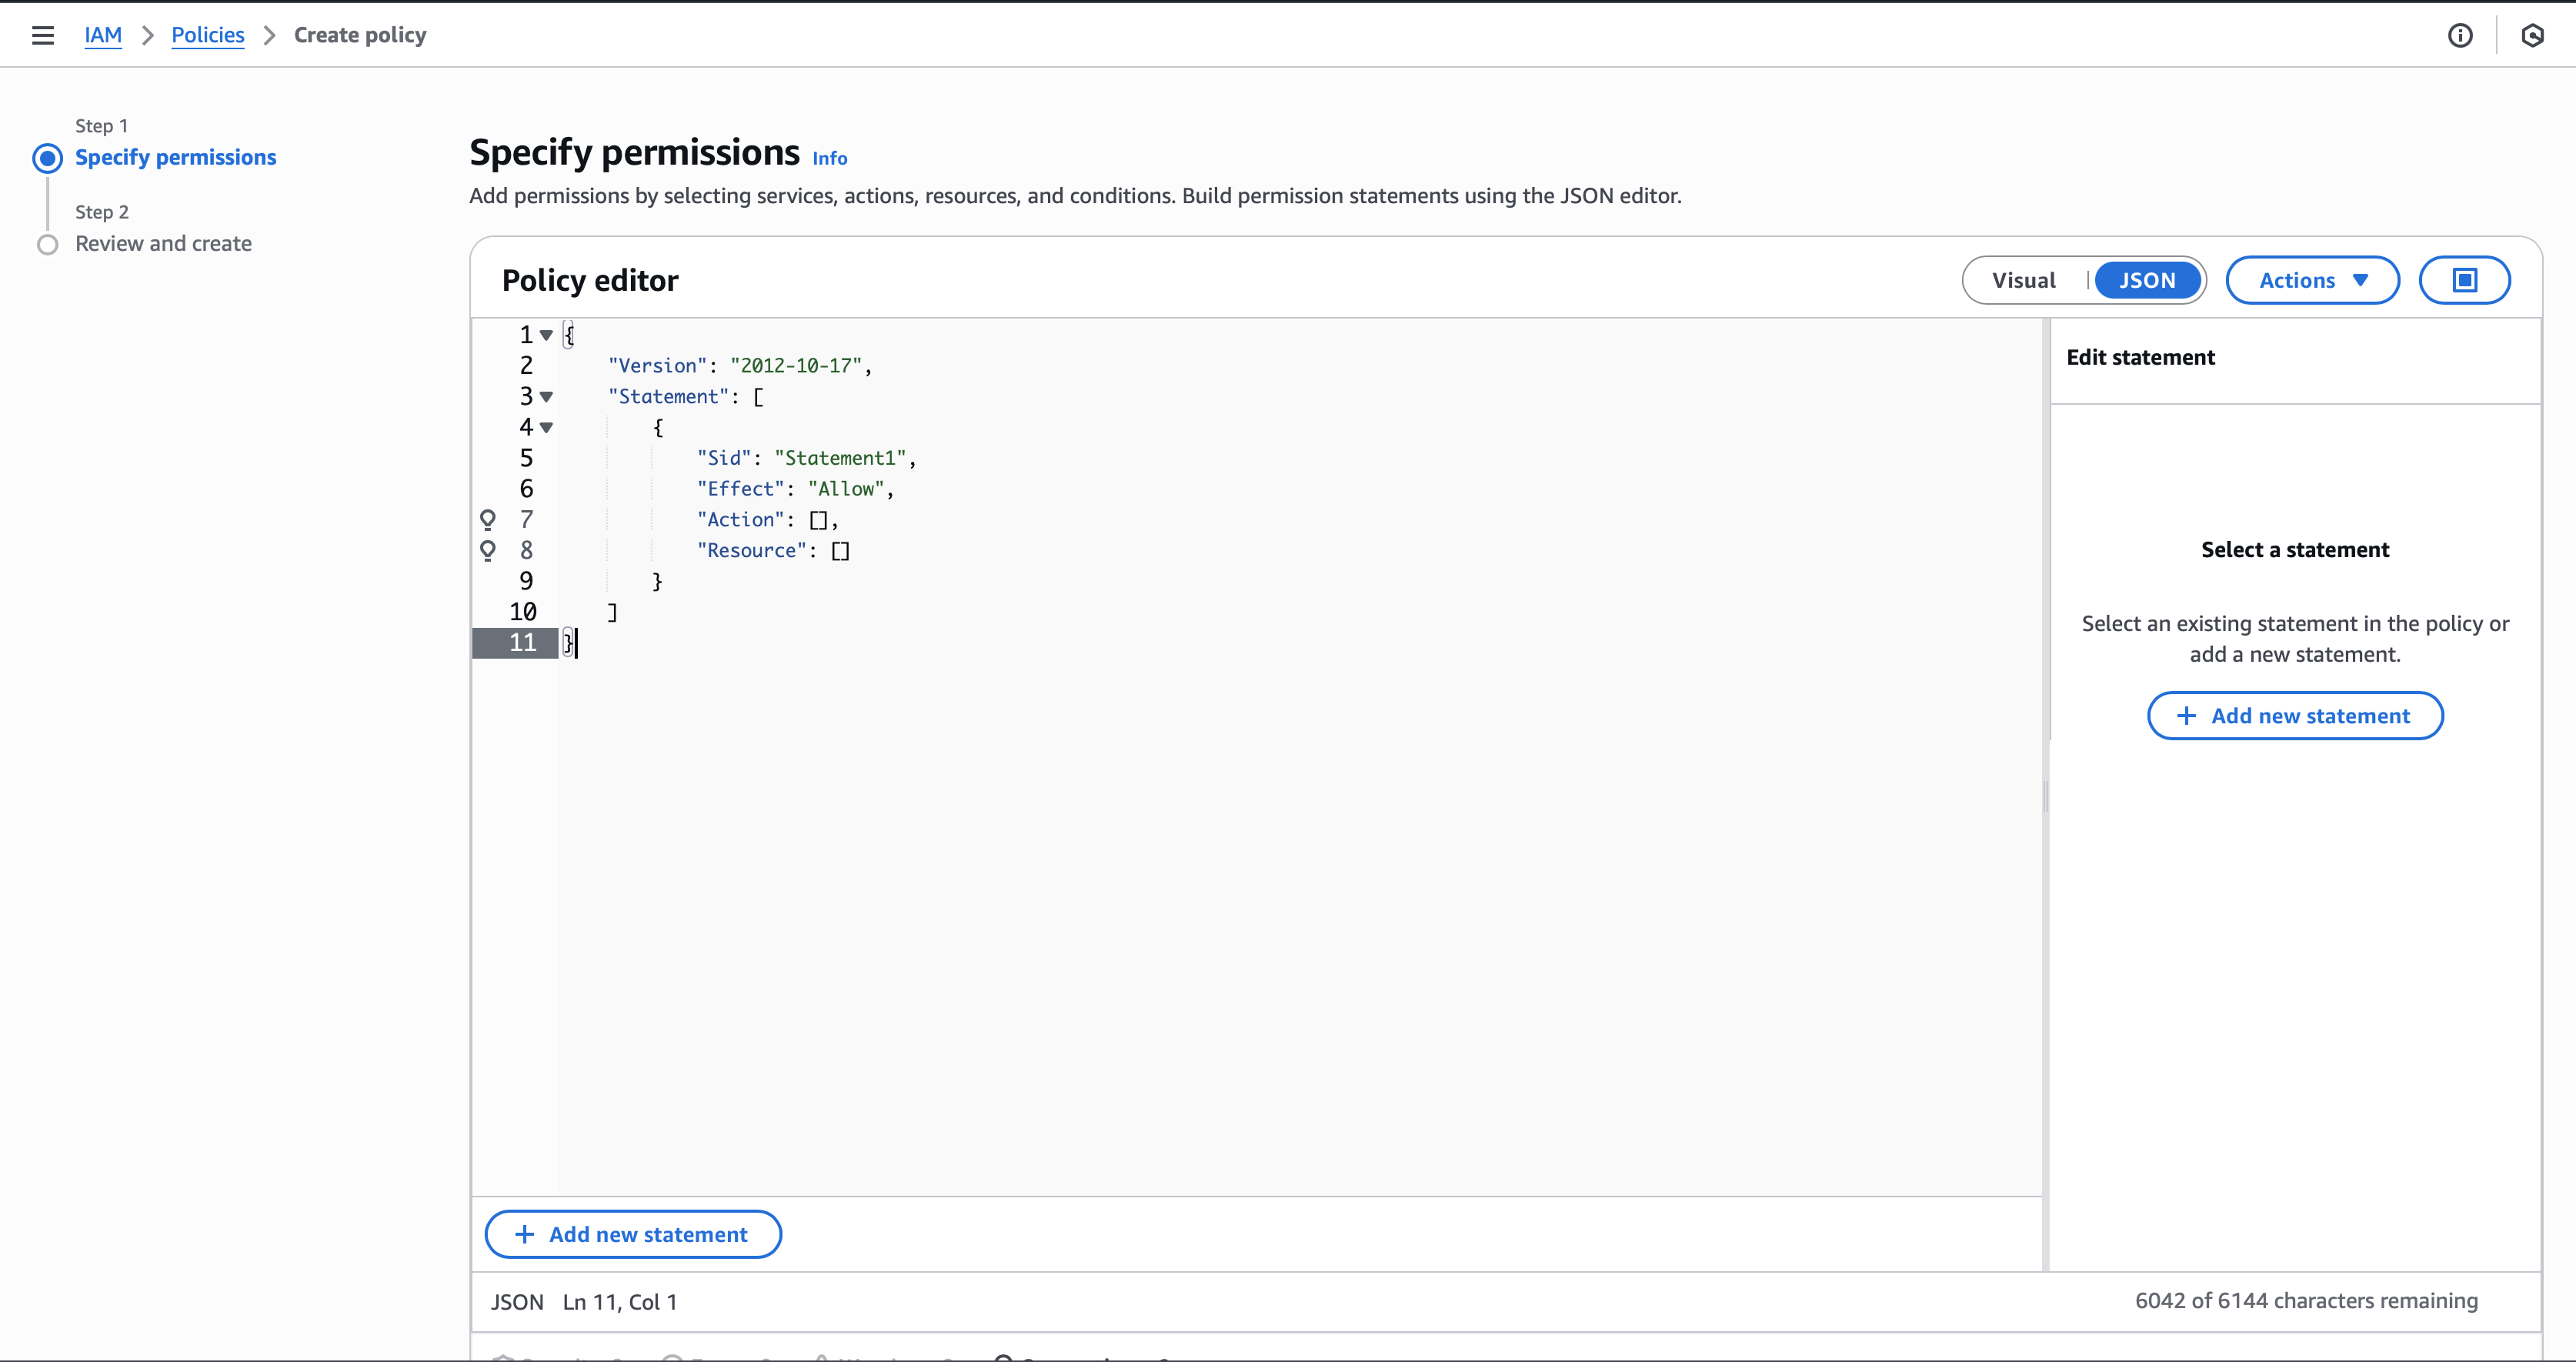 IAM > Policies > Create policy
Step 1
Specify permissions
Step 2
Review and create
Specify permissions Info
Add permissions by selecting services, actions, resources, and conditions. Build permission statements using the JSON editor.
Policy editor
Visual | JSON
Actions
1 {
2 "Version": "2012-10-17",
3 "Statement": [
4 {
5 "Sid": "Statement1",
6 "Effect": "Allow",
7 "Action": [],
8 "Resource": []
9 }
10 ]
11 }
+ Add new statement
JSON Ln 11, Col 1
6042 of 6144 characters remaining
Edit statement
Select a statement
Select an existing statement in the policy or
add a new statement.
+ Add new statement